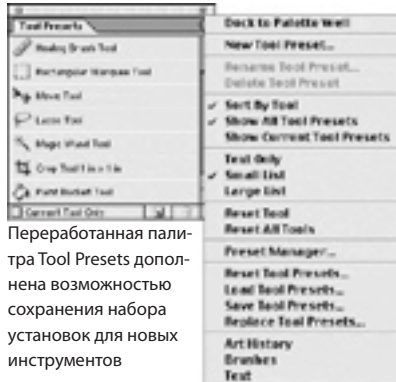 Tool Presets
Healing Brush Tool
Rectangular Marquee Tool
Move Tool
Lasso Tool
Magic Wand Tool
Crop Tool 1 in x 1 in
Paint Bucket Tool
Current Tool Only
Переработанная пали-
тра Tool Presets допол-
нена возможностью
сохранения набора
установок для новых
инструментов
Dock to Palette Well
New Tool Preset...
Rename Tool Preset...
Delete Tool Preset
Sort By Tool
Show All Tool Presets
Show Current Tool Presets
Text Only
Small List
Large List
Reset Tool
Reset All Tools
Preset Manager...
Reset Tool Presets...
Load Tool Presets...
Save Tool Presets...
Replace Tool Presets...
Art History
Brushes
Text